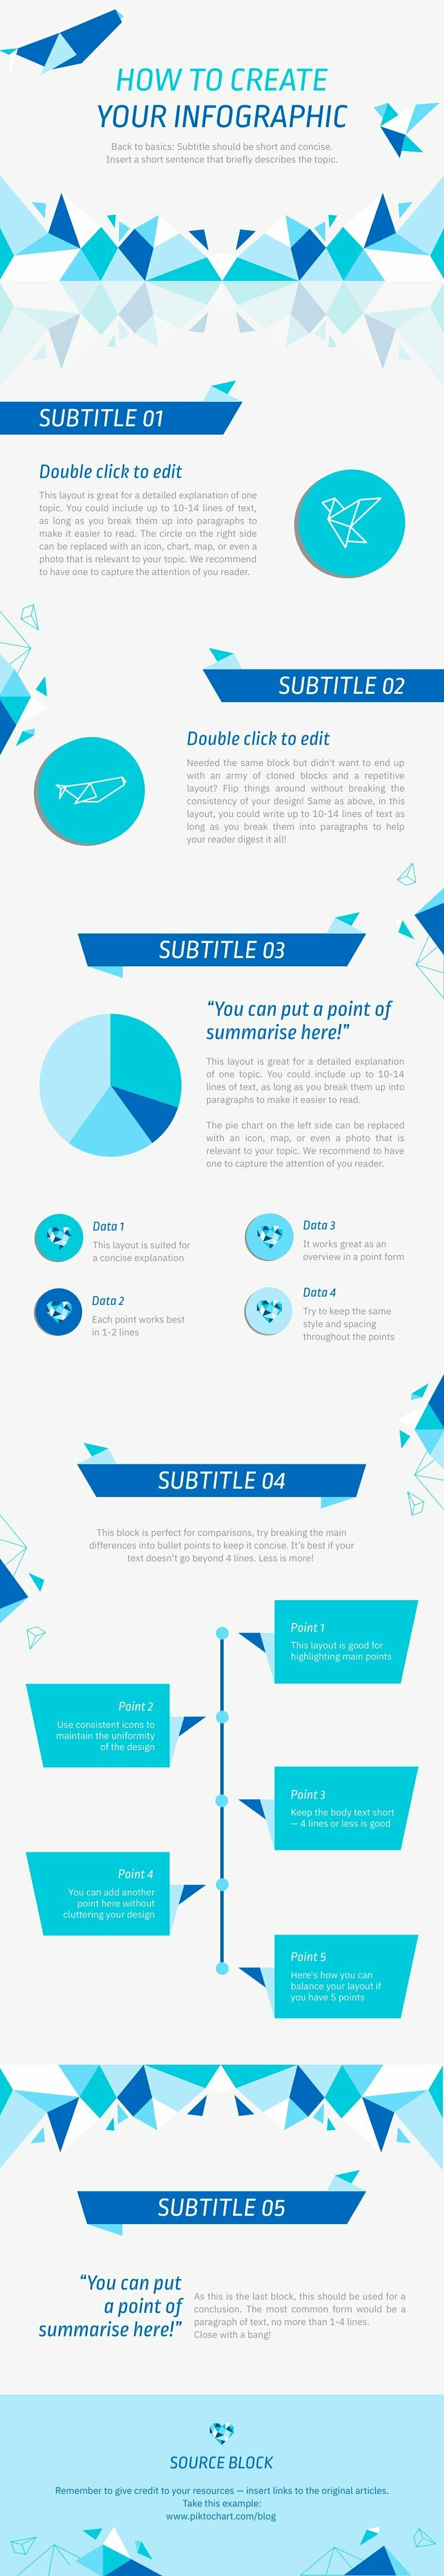 HOW TO CREATE
YOUR INFOGRAPHIC
Back to basics: Subtitle should be short and concise.
Insert a short sentence that briefly describes the topic.
SUBTITLE 01
Double click to edit
This layout is great for a detailed explanation of one
topic. You could include up to 10-14 lines of text,
as long as you break them up into paragraphs to
make it easier to read. The circle on the right side
can be replaced with an icon, chart, map, or even a
photo that is relevant to your topic. We recommend
to have one to capture the attention of you reader.
SUBTITLE 02
Double click to edit
Needed the same block but didn't want to end up
with an army of cloned blocks and a repetitive
layout? Flip things around without breaking the
consistency of your design! Same as above, in this
layout, you could write up to 10-14 lines of text as
long as you break them into paragraphs to help
your reader digest it all!
SUBTITLE 03
“You can put a point of
summarise here!”
This layout is great for a detailed explanation
of one topic. You could include up to 10-14
lines of text, as long as you break them up into
paragraphs to make it easier to read.
The pie chart on the left side can be replaced
with an icon, map, or even a photo that is
relevant to your topic. We recommend to have
one to capture the attention of you reader.
Data 1
This layout is suited for
a concise explanation
Data 2
Each point works best
in 1-2 lines
Data 3
It works great as an
overview in a point form
Data 4
Try to keep the same
style and spacing
throughout the points
SUBTITLE 04
This block is perfect for comparisons, try breaking the main
differences into bullet points to keep it concise. It's best if your
text doesn't go beyond 4 lines. Less is more!
Point 1
This layout is good for
highlighting main points
Point 2
Use consistent icons to
maintain the uniformity
of the design
Point 3
Keep the body text short
— 4 lines or less is good
Point 4
You can add another
point here without
cluttering your design
Point 5
Here's how you can
balance your layout if
you have 5 points
SUBTITLE 05
“You can put
a point of
summarise here!”
As this is the last block, this should be used for a
conclusion. The most common form would be a
paragraph of text, no more than 1-4 lines.
Close with a bang!
SOURCE BLOCK
Remember to give credit to your resources — insert links to the original articles.
Take this example:
www.piktochart.com/blog